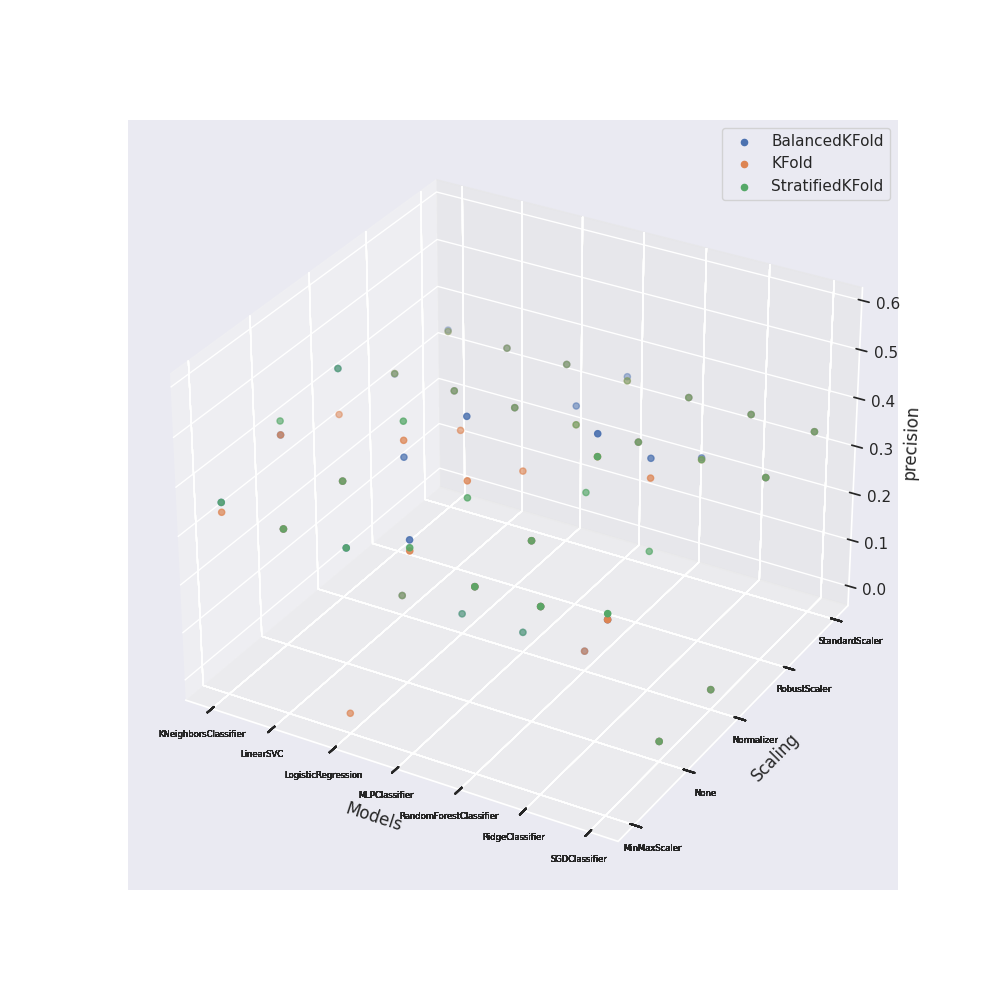 BalancedKFold
KFold
StratifiedKFold
0.6
0.5
0.4
0.3
0.2
0.1
0.0
precision
StandardScaler
RobustScaler
Normalizer
None
MinMaxScaler
Scaling
KNeighborsClassifier
LinearSVC
LogisticRegression
MLPClassifier
RandomForestClassifier
RidgeClassifier
SGDClassifier
Models